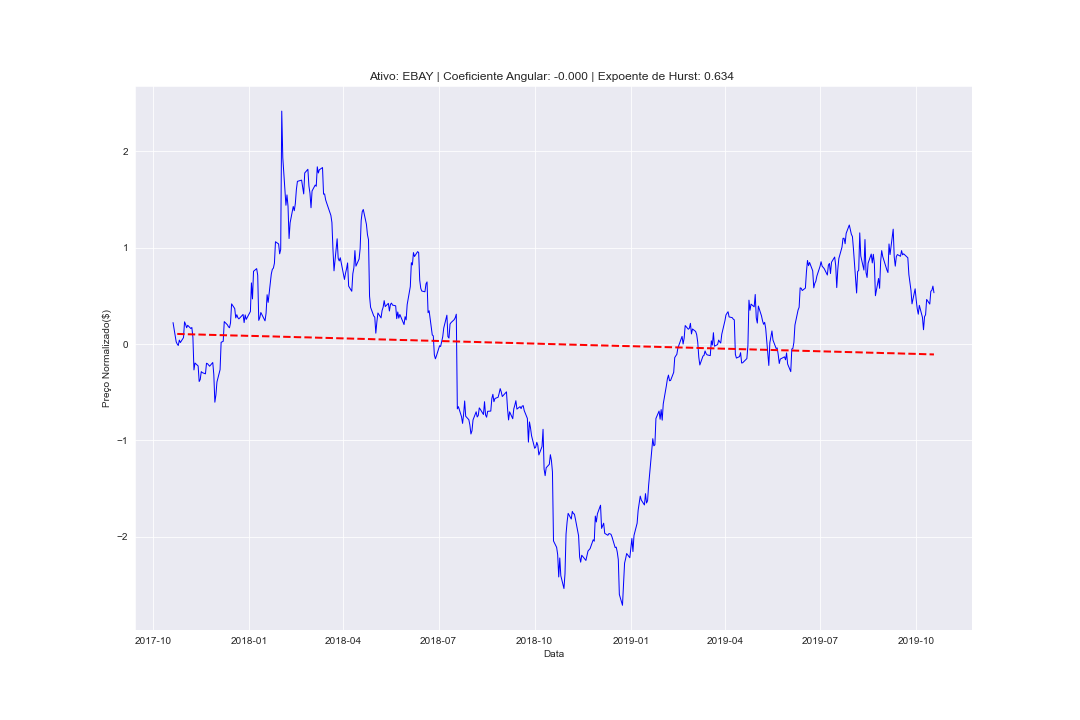 Ativo: EBAY | Coeficiente Angular: -0.000 | Expoente de Hurst: 0.634
Preço Normalizado($)
2
1
0
−1
−2
2017-10 2018-01 2018-04 2018-07 2018-10 2019-01 2019-04 2019-07 2019-10
Data